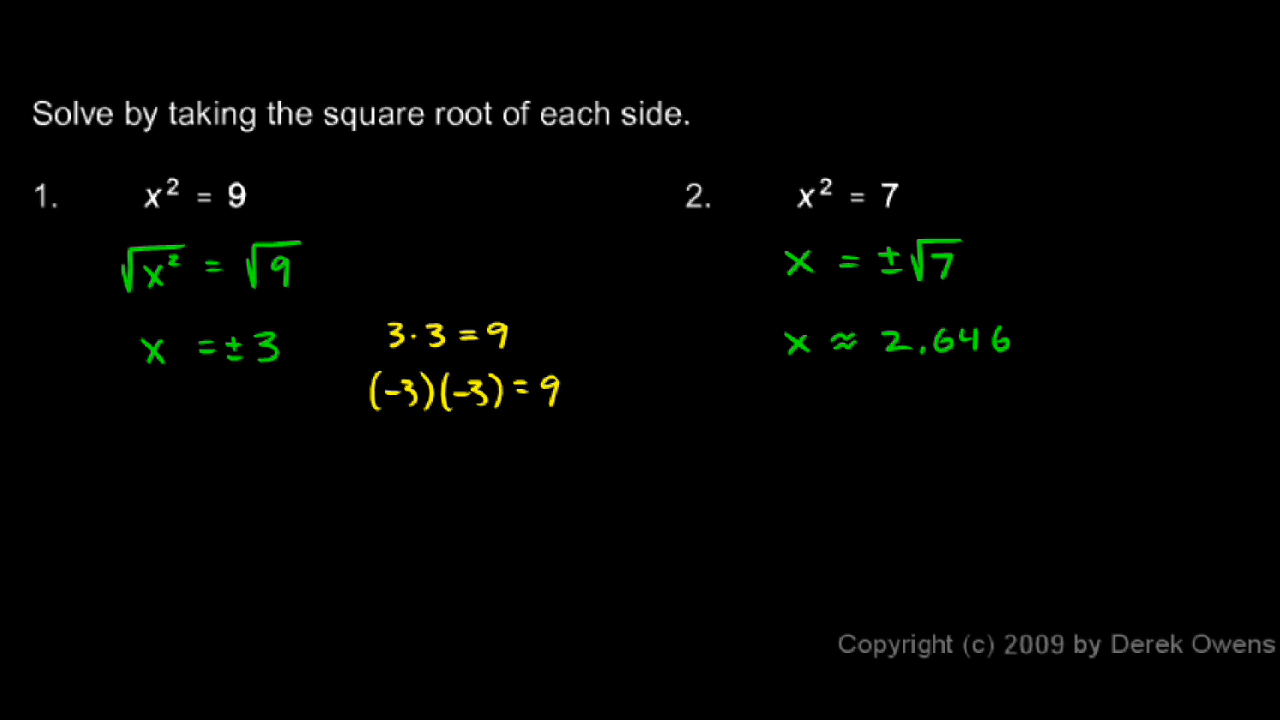 Solve by taking the square root of each side.
1. x² = 9
√x² = √9
x = ±3
3·3=9
(-3)(-3)=9
2. x² = 7
x = ±√7
x ≈ 2.646
Copyright (c) 2009 by Derek Owens